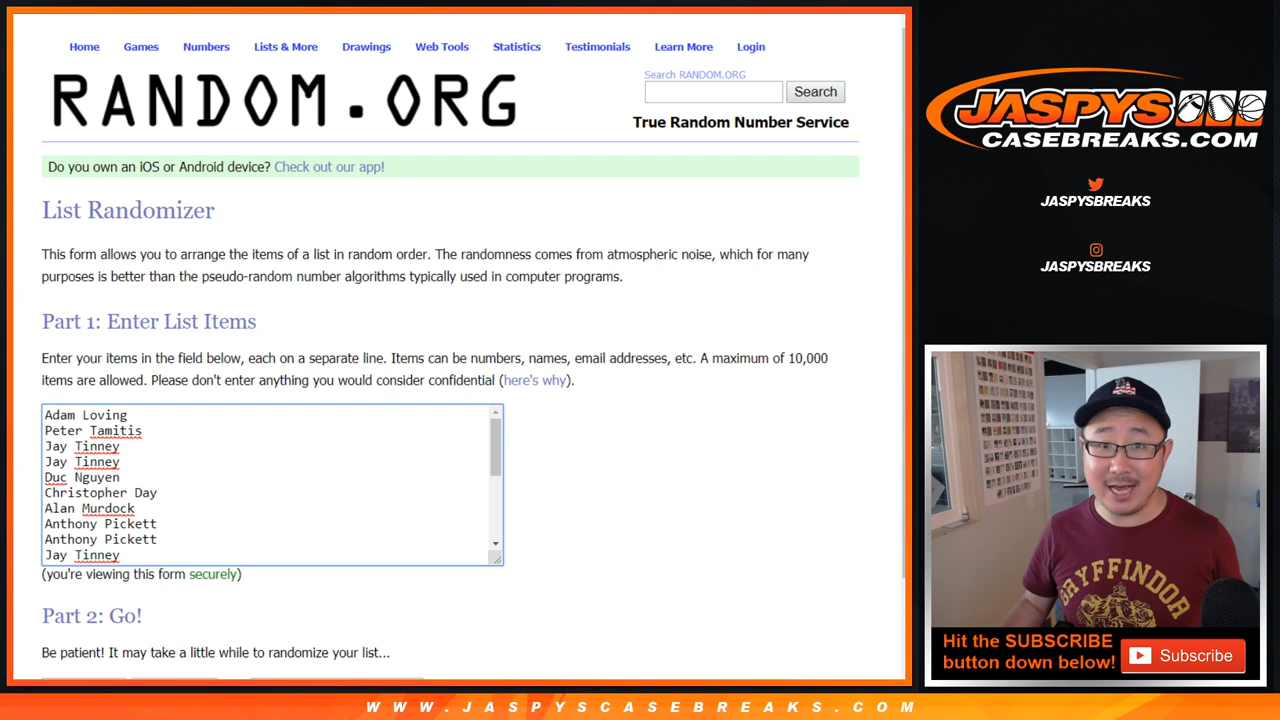 Home Games Numbers Lists & More Drawings Web Tools Statistics Testimonials Learn More Login
RANDOM.ORG
Search RANDOM.ORG
Search
True Random Number Service
Do you own an iOS or Android device? Check out our app!
List Randomizer
This form allows you to arrange the items of a list in random order. The randomness comes from atmospheric noise, which for many
purposes is better than the pseudo-random number algorithms typically used in computer programs.
Part 1: Enter List Items
Enter your items in the field below, each on a separate line. Items can be numbers, names, email addresses, etc. A maximum of 10,000
items are allowed. Please don't enter anything you would consider confidential (here's why).
Adam Loving
Peter Tamitis
Jay Tinney
Jay Tinney
Duc Nguyen
Christopher Day
Alan Murdock
Anthony Pickett
Anthony Pickett
Jay Tinney
(you're viewing this form securely)
Part 2: Go!
Be patient! It may take a little while to randomize your list...
JASPYS
CASEBREAKS.COM
JASPYSBREAKS
JASPYSBREAKS
GRYFFINDOR
Hit the SUBSCRIBE
button down below!
Subscribe
WWW.JASPYSCASEBREAKS.COM